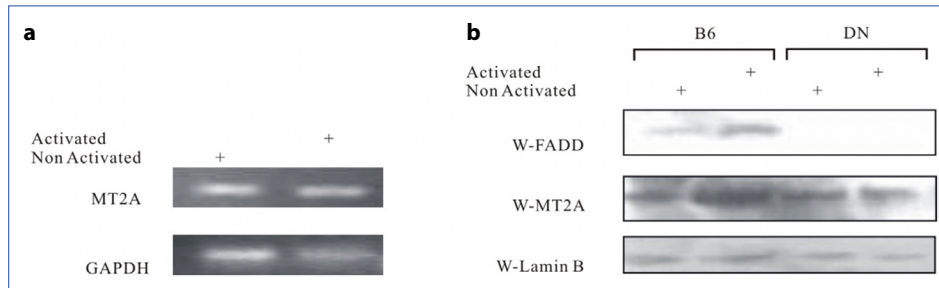 a
Activated +
Non Activated +
MT2A
GAPDH
b
B6 DN
Activated + +
Non Activated + +
W-FADD
W-MT2A
W-Lamin B